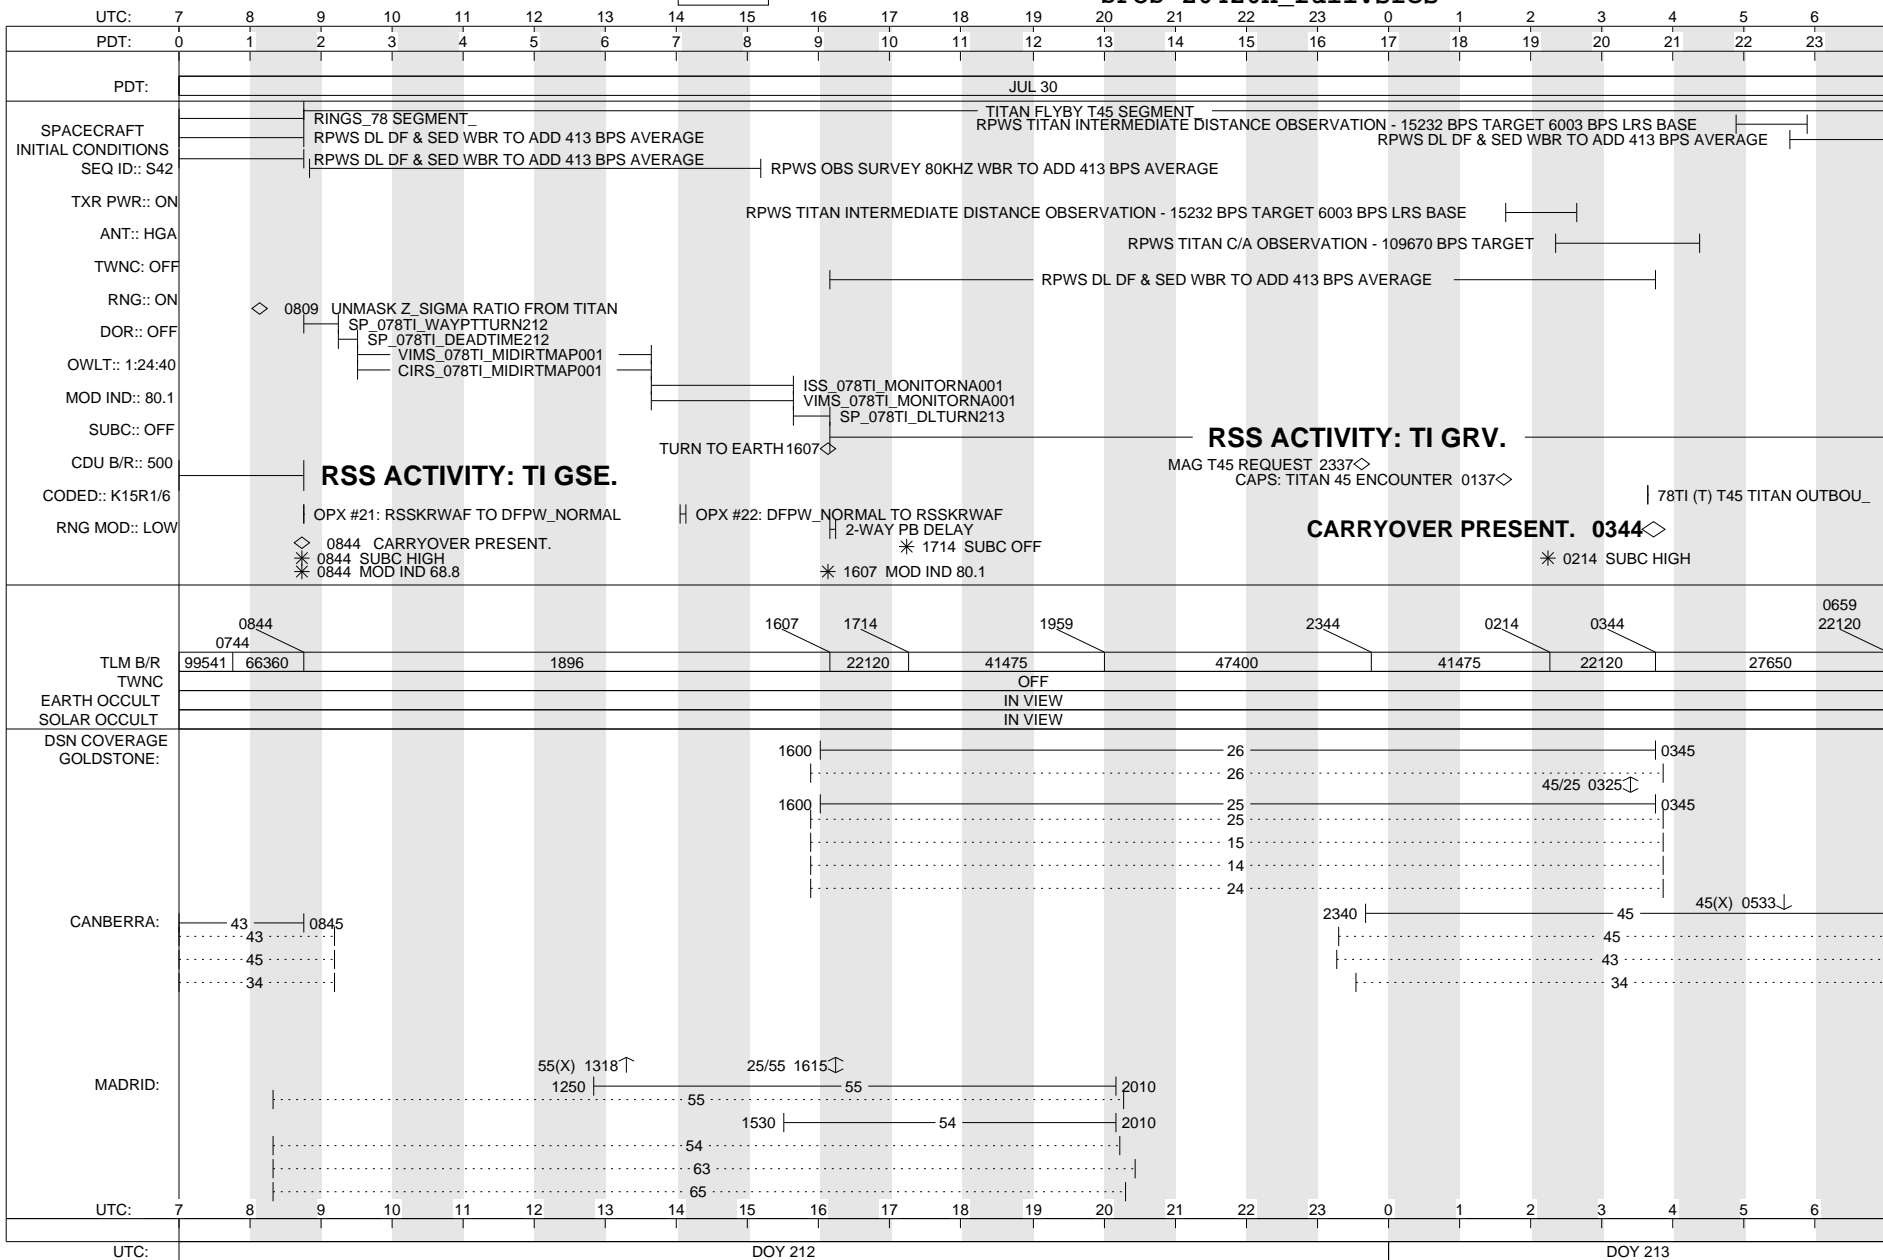 UTC: 7 8 9 10 11 12 13 14 15 16 17 18 19 20 21 22 23 0 1 2 3 4 5 6
PDT: 0 1 2 3 4 5 6 7 8 9 10 11 12 13 14 15 16 17 18 19 20 21 22 23
PDT: JUL 30
TITAN FLYBY T45 SEGMENT_
RINGS_78 SEGMENT_
RPWS TITAN INTERMEDIATE DISTANCE OBSERVATION - 15232 BPS TARGET 6003 BPS LRS BASE
SPACECRAFT
INITIAL CONDITIONS
RPWS DL DF & SED WBR TO ADD 413 BPS AVERAGE
RPWS DL DF & SED WBR TO ADD 413 BPS AVERAGE
RPWS DL DF & SED WBR TO ADD 413 BPS AVERAGE
SEQ ID:: S42
RPWS OBS SURVEY 80KHZ WBR TO ADD 413 BPS AVERAGE
TXR PWR:: ON
RPWS TITAN INTERMEDIATE DISTANCE OBSERVATION - 15232 BPS TARGET 6003 BPS LRS BASE
ANT:: HGA
RPWS TITAN C/A OBSERVATION - 109670 BPS TARGET
TWNC: OFF
RPWS DL DF & SED WBR TO ADD 413 BPS AVERAGE
RNG:: ON
0809 UNMASK Z_SIGMA RATIO FROM TITAN
SP_078TI_WAYPTTURN212
DOR:: OFF
SP_078TI_DEADTIME212
VIMS_078TI_MIDIRTMAP001
OWLT:: 1:24:40
CIRS_078TI_MIDIRTMAP001
ISS_078TI_MONITORNA001
MOD IND:: 80.1
VIMS_078TI_MONITORNA001
SP_078TI_DLTURN213
SUBC:: OFF
RSS ACTIVITY: TI GRV.
TURN TO EARTH 1607
CDU B/R:: 500
MAG T45 REQUEST 2337
RSS ACTIVITY: TI GSE.
CAPS: TITAN 45 ENCOUNTER 0137
CODED:: K15R1/6
78TI (T) T45 TITAN OUTBOU_
OPX #21: RSSKRWAF TO DFPW_NORMAL
OPX #22: DFPW_NORMAL TO RSSKRWAF
RNG MOD:: LOW
2-WAY PB DELAY
CARRYOVER PRESENT. 0344
0844 CARRYOVER PRESENT.
1714 SUBC OFF
0844 SUBC HIGH
0214 SUBC HIGH
0844 MOD IND 68.8
1607 MOD IND 80.1
0659
0844 1607 1714 1959 2344 0214 0344 22120
0744
TLM B/R 99541 66360 1896 22120 41475 47400 41475 22120 27650
TWNC OFF
EARTH OCCULT IN VIEW
SOLAR OCCULT IN VIEW
DSN COVERAGE
GOLDSTONE: 1600 26 0345
26
45/25 0325
1600 25 0345
25
15
14
24
45(X) 0533
CANBERRA: 43 0845 2340 45
43 45
45 43
34 34
55(X) 1318 25/55 1615
MADRID: 1250 55 2010
55
1530 54 2010
54
63
65
UTC: 7 8 9 10 11 12 13 14 15 16 17 18 19 20 21 22 23 0 1 2 3 4 5 6
UTC: DOY 212 DOY 213